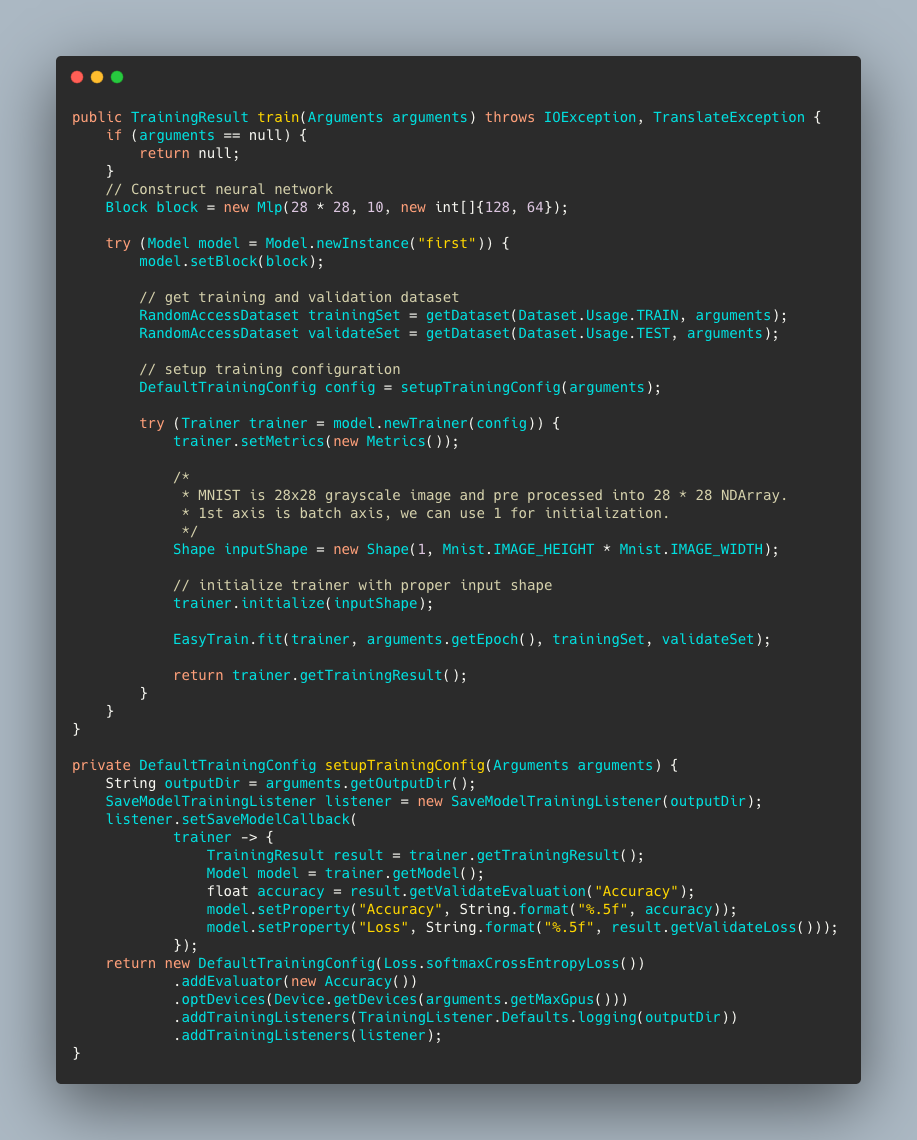 public TrainingResult train(Arguments arguments) throws IOException, TranslateException {
    if (arguments == null) {
        return null;
    }
    // Construct neural network
    Block block = new Mlp(28 * 28, 10, new int[]{128, 64});

    try (Model model = Model.newInstance("first")) {
        model.setBlock(block);

        // get training and validation dataset
        RandomAccessDataset trainingSet = getDataset(Dataset.Usage.TRAIN, arguments);
        RandomAccessDataset validateSet = getDataset(Dataset.Usage.TEST, arguments);

        // setup training configuration
        DefaultTrainingConfig config = setupTrainingConfig(arguments);

        try (Trainer trainer = model.newTrainer(config)) {
            trainer.setMetrics(new Metrics());

            /*
             * MNIST is 28x28 grayscale image and pre processed into 28 * 28 NDArray.
             * 1st axis is batch axis, we can use 1 for initialization.
             */
            Shape inputShape = new Shape(1, Mnist.IMAGE_HEIGHT * Mnist.IMAGE_WIDTH);

            // initialize trainer with proper input shape
            trainer.initialize(inputShape);

            EasyTrain.fit(trainer, arguments.getEpoch(), trainingSet, validateSet);

            return trainer.getTrainingResult();
        }
    }
}

private DefaultTrainingConfig setupTrainingConfig(Arguments arguments) {
    String outputDir = arguments.getOutputDir();
    SaveModelTrainingListener listener = new SaveModelTrainingListener(outputDir);
    listener.setSaveModelCallback(
            trainer -> {
                TrainingResult result = trainer.getTrainingResult();
                Model model = trainer.getModel();
                float accuracy = result.getValidateEvaluation("Accuracy");
                model.setProperty("Accuracy", String.format("%.5f", accuracy));
                model.setProperty("Loss", String.format("%.5f", result.getValidateLoss()));
            });
    return new DefaultTrainingConfig(Loss.softmaxCrossEntropyLoss())
            .addEvaluator(new Accuracy())
            .optDevices(Device.getDevices(arguments.getMaxGpus()))
            .addTrainingListeners(TrainingListener.Defaults.logging(outputDir))
            .addTrainingListeners(listener);
}